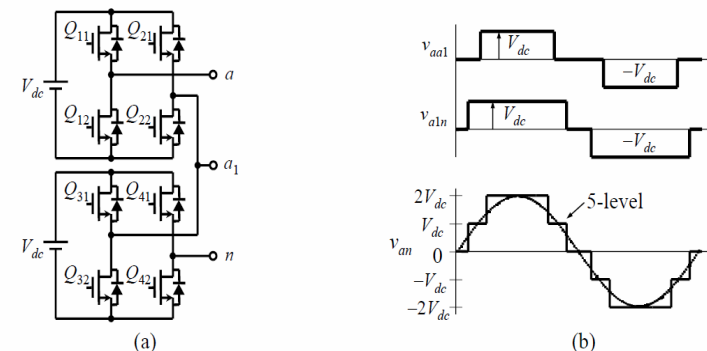 Q11
Q21
a
Vdc
Q12
Q22
a1
Q31
Q41
Vdc
n
Q32
Q42
(a)
vaa1
Vdc
−Vdc
va1n
Vdc
−Vdc
2Vdc
5-level
Vdc
van
0
−Vdc
−2Vdc
(b)